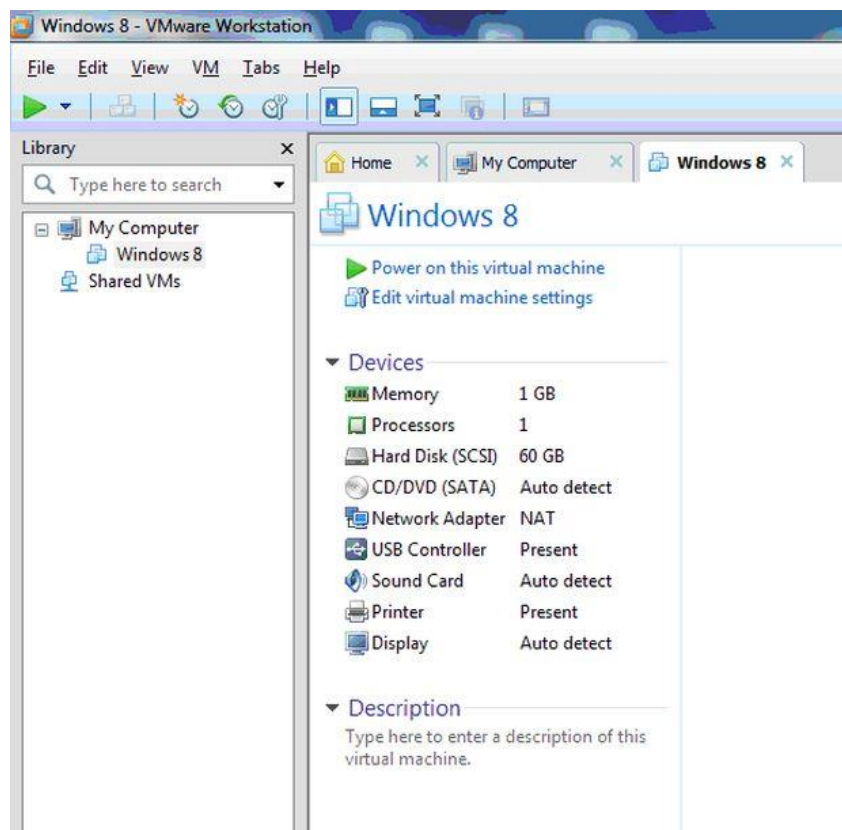 Windows 8 - VMware Workstation
File Edit View VM Tabs Help
Library x
Type here to search
My Computer
Windows 8
Shared VMs
Home × My Computer × Windows 8 ×
Windows 8
Power on this virtual machine
Edit virtual machine settings
Devices
Memory 1 GB
Processors 1
Hard Disk (SCSI) 60 GB
CD/DVD (SATA) Auto detect
Network Adapter NAT
USB Controller Present
Sound Card Auto detect
Printer Present
Display Auto detect
Description
Type here to enter a description of this
virtual machine.